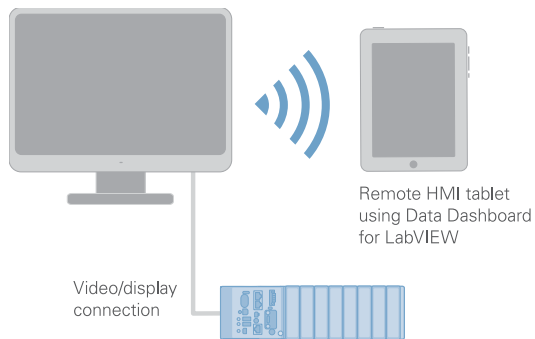 Remote HMI tablet
using Data Dashboard
for LabVIEW
Video/display
connection